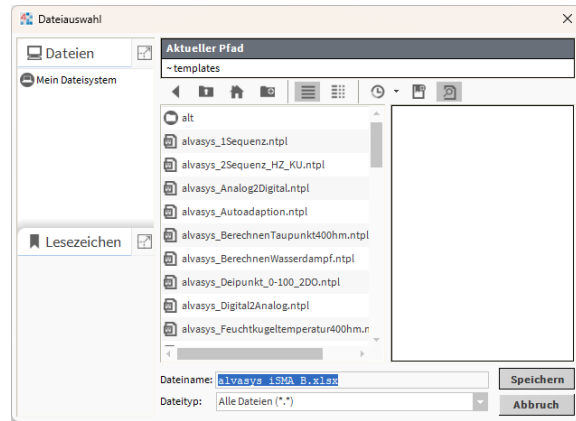 Dateiauswahl
Dateien
Mein Dateisystem
Lesezeichen
Aktueller Pfad
~templates
alt
alvasys_1Sequenz.ntpl
alvasys_2Sequenz_HZ_KU.ntpl
alvasys_Analog2Digital.ntpl
alvasys_Autoadaption.ntpl
alvasys_BerechnenTaupunkt400hm.ntpl
alvasys_BerechnenWasserdampf.ntpl
alvasys_Deipunkt_0-100_2DO.ntpl
alvasys_Digital2Analog.ntpl
alvasys_Feuchtkugeltemperatur400hm.n
Dateiname: alvasys_iSMA_B.xlsx
Speichern
Dateityp: Alle Dateien (*.*)
Abbruch